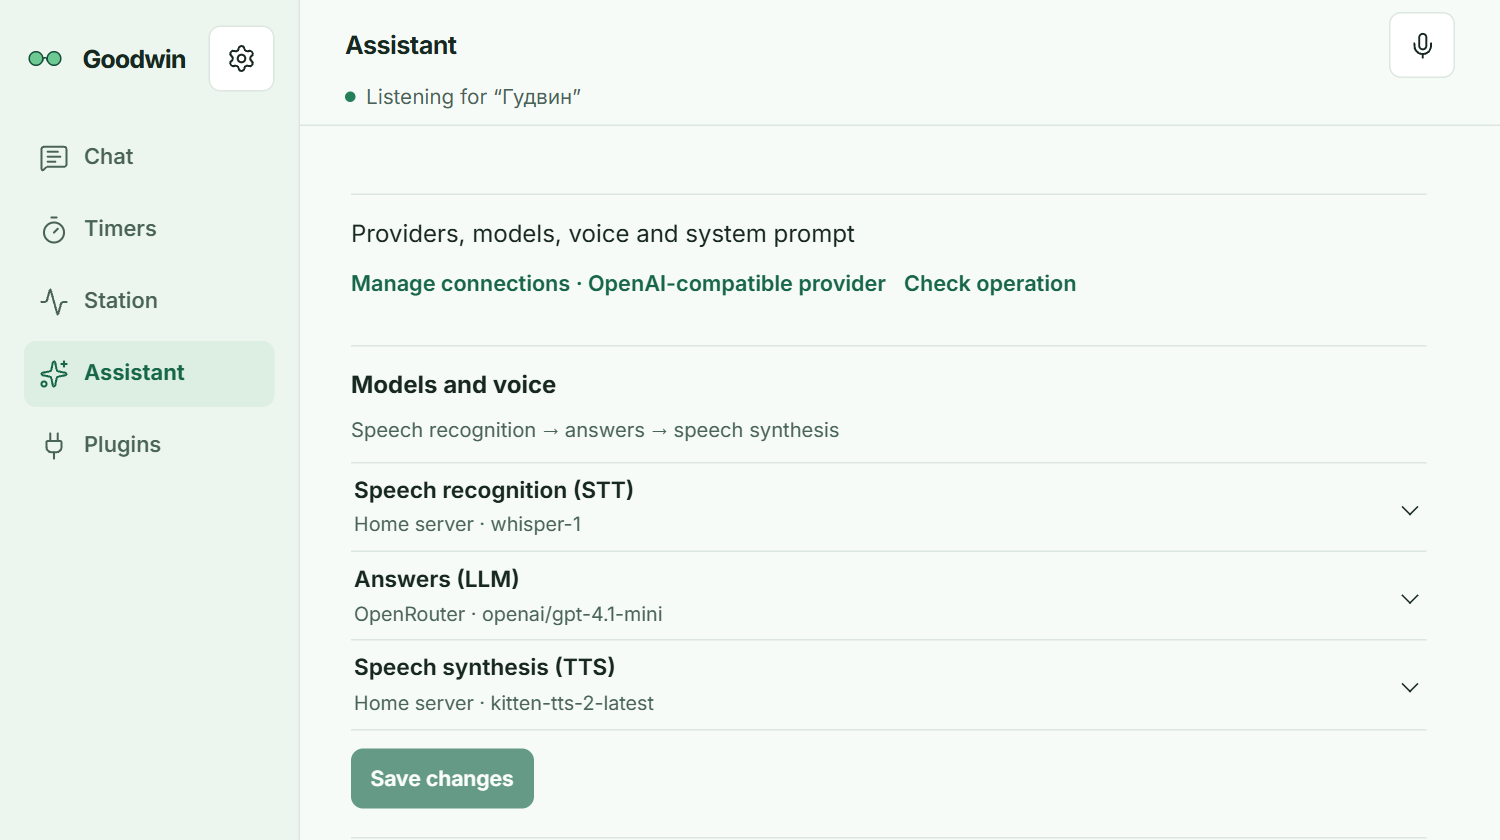 Goodwin
Chat
Timers
Station
Assistant
Plugins
Assistant
Listening for “Гудвин”
Providers, models, voice and system prompt
Manage connections · OpenAI-compatible provider Check operation
Models and voice
Speech recognition → answers → speech synthesis
Speech recognition (STT)
Home server · whisper-1
Answers (LLM)
OpenRouter · openai/gpt-4.1-mini
Speech synthesis (TTS)
Home server · kitten-tts-2-latest
Save changes